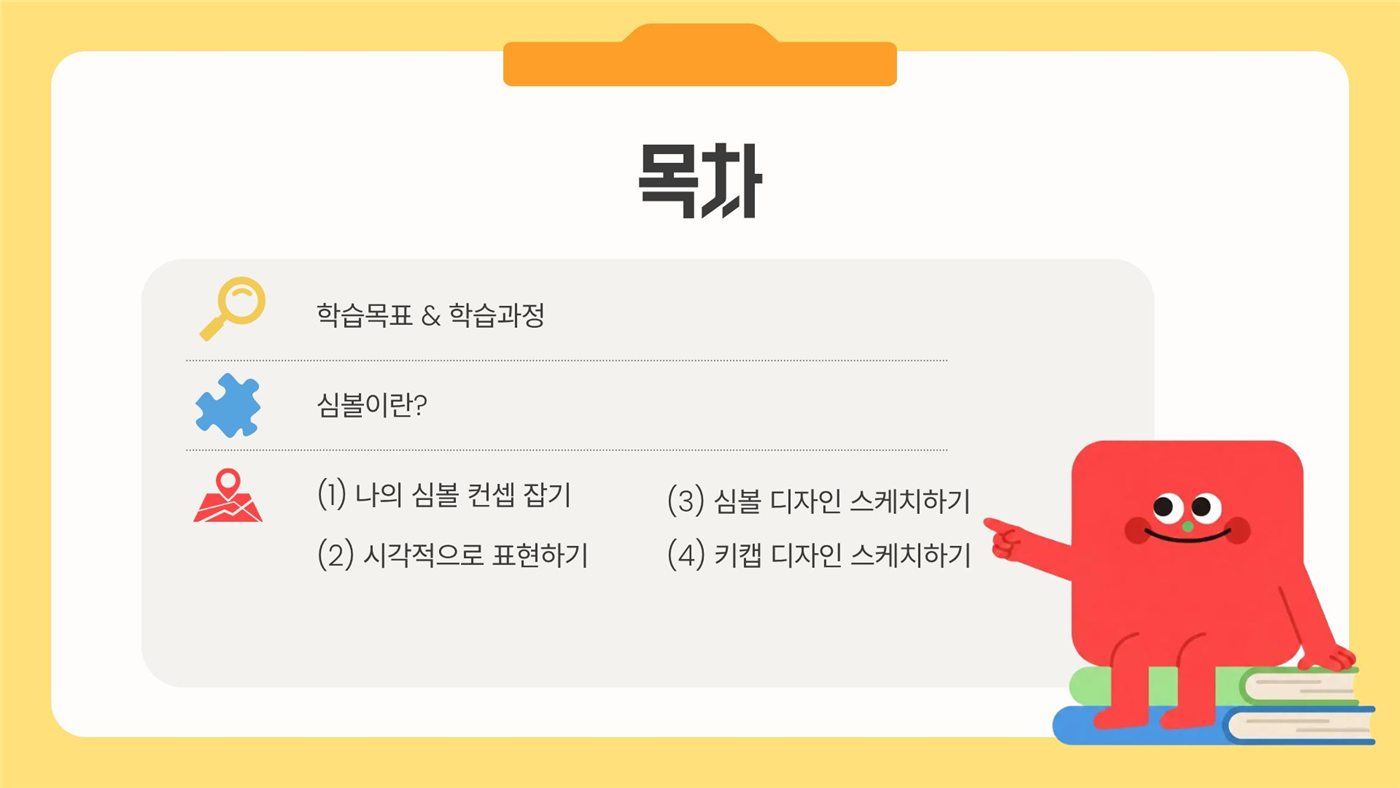 목차
학습목표 & 학습과정
심볼이란?
(1) 나의 심볼 컨셉 잡기
(2) 시각적으로 표현하기
(3) 심볼 디자인 스케치하기
(4) 키캡 디자인 스케치하기